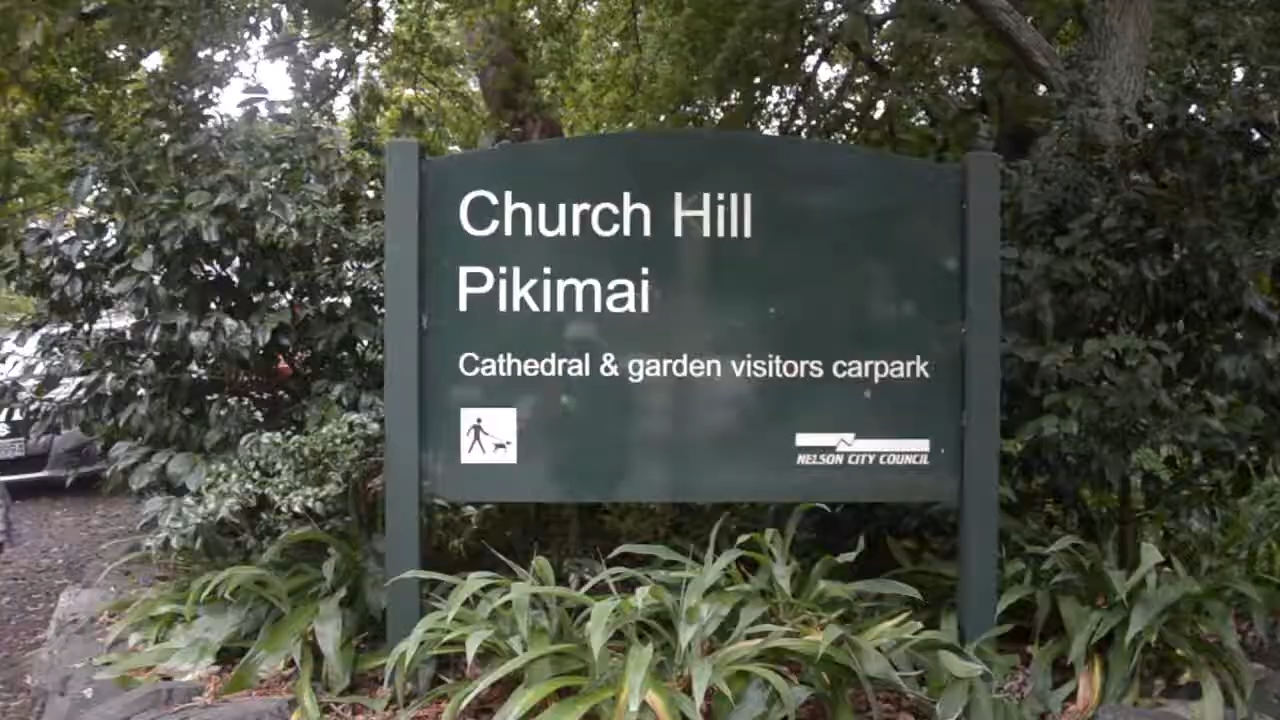 Church Hill
Pikimai
Cathedral & garden visitors carpark
NELSON CITY COUNCIL